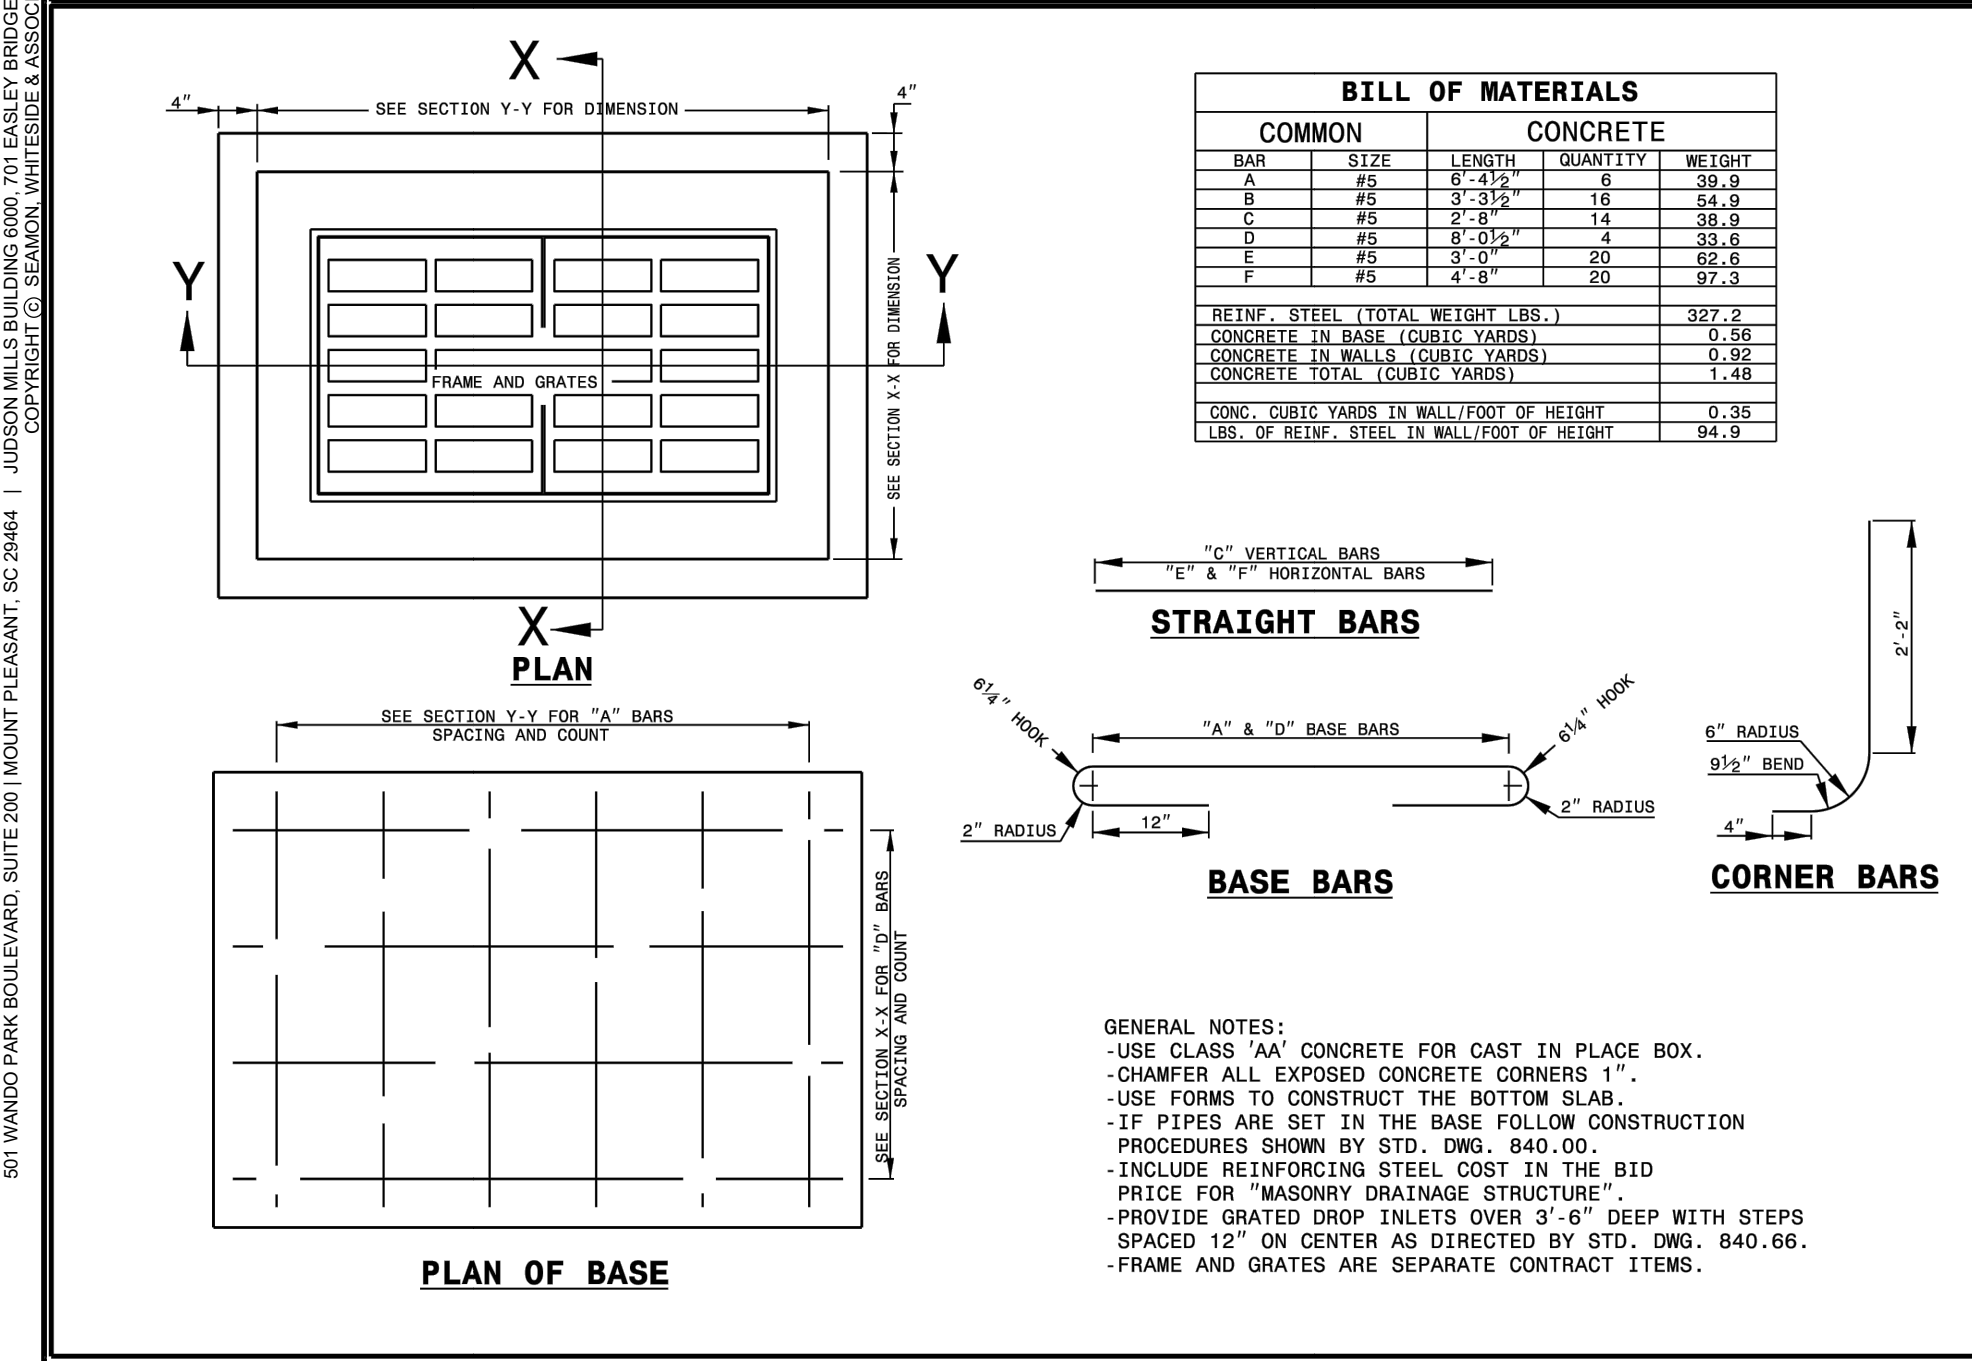 501 WANDO PARK BOULEVARD, SUITE 200 | MOUNT PLEASANT, SC 29464 | JUDSON MILLS BUILDING 6000, 701 EASLEY BRIDGE
COPYRIGHT © SEAMON, WHITESIDE & ASSOC
X
4"
SEE SECTION Y-Y FOR DIMENSION
4"
Y
Y
SEE SECTION X-X FOR DIMENSION
FRAME AND GRATES
X
PLAN
BILL OF MATERIALS
COMMON CONCRETE
BAR SIZE LENGTH QUANTITY WEIGHT
A #5 6'-4½" 6 39.9
B #5 3'-3½" 16 54.9
C #5 2'-8" 14 38.9
D #5 8'-0½" 4 33.6
E #5 3'-0" 20 62.6
F #5 4'-8" 20 97.3
REINF. STEEL (TOTAL WEIGHT LBS.) 327.2
CONCRETE IN BASE (CUBIC YARDS) 0.56
CONCRETE IN WALLS (CUBIC YARDS) 0.92
CONCRETE TOTAL (CUBIC YARDS) 1.48
CONC. CUBIC YARDS IN WALL/FOOT OF HEIGHT 0.35
LBS. OF REINF. STEEL IN WALL/FOOT OF HEIGHT 94.9
"C" VERTICAL BARS
"E" & "F" HORIZONTAL BARS
STRAIGHT BARS
6¼" HOOK
"A" & "D" BASE BARS
6¼" HOOK
2" RADIUS
12"
2" RADIUS
BASE BARS
2'-2"
6" RADIUS
9½" BEND
4"
CORNER BARS
SEE SECTION Y-Y FOR "A" BARS
SPACING AND COUNT
SEE SECTION X-X FOR "D" BARS
SPACING AND COUNT
PLAN OF BASE
GENERAL NOTES:
-USE CLASS 'AA' CONCRETE FOR CAST IN PLACE BOX.
-CHAMFER ALL EXPOSED CONCRETE CORNERS 1".
-USE FORMS TO CONSTRUCT THE BOTTOM SLAB.
-IF PIPES ARE SET IN THE BASE FOLLOW CONSTRUCTION
PROCEDURES SHOWN BY STD. DWG. 840.00.
-INCLUDE REINFORCING STEEL COST IN THE BID
PRICE FOR "MASONRY DRAINAGE STRUCTURE".
-PROVIDE GRATED DROP INLETS OVER 3'-6" DEEP WITH STEPS
SPACED 12" ON CENTER AS DIRECTED BY STD. DWG. 840.66.
-FRAME AND GRATES ARE SEPARATE CONTRACT ITEMS.